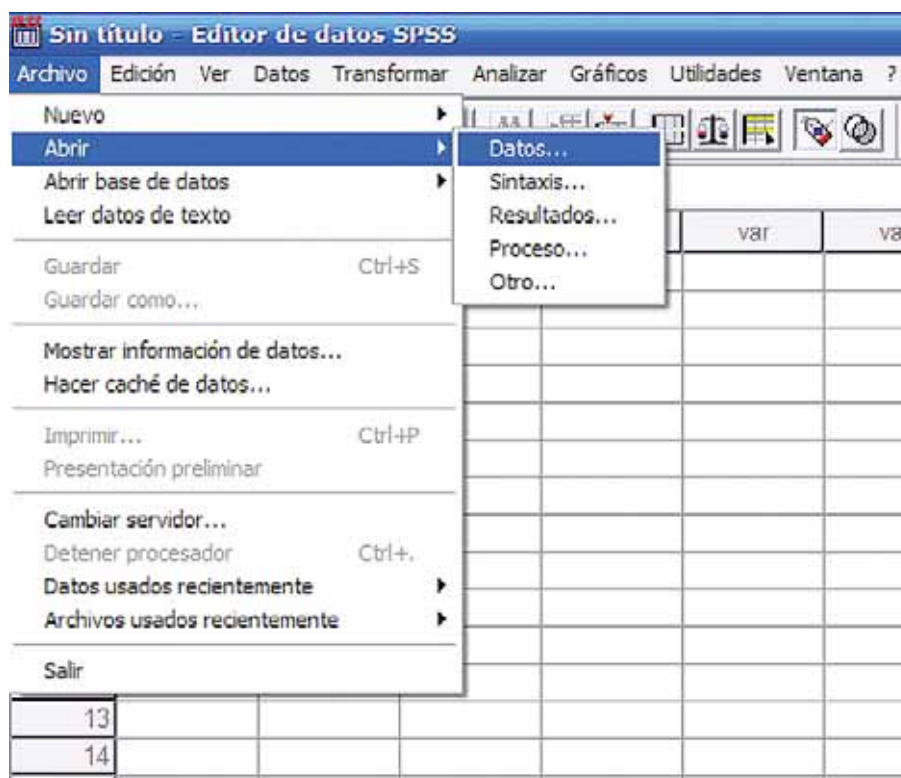 Sin título - Editor de datos SPSS
Archivo Edición Ver Datos Transformar Analizar Gráficos Utilidades Ventana ?
Nuevo
Abrir
Abrir base de datos
Leer datos de texto
Guardar Ctrl+S
Guardar como...
Mostrar información de datos...
Hacer caché de datos...
Imprimir... Ctrl+P
Presentación preliminar
Cambiar servidor...
Detener procesador Ctrl+.
Datos usados recientemente
Archivos usados recientemente
Salir
Datos...
Sintaxis...
Resultados...
Proceso...
Otro...
var va
13
14